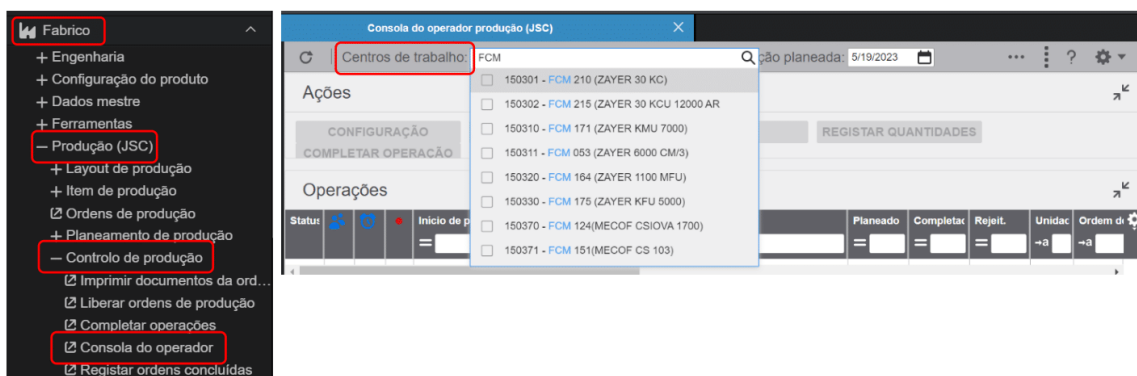 Fabrico
+ Engenharia
+ Configuração do produto
+ Dados mestre
+ Ferramentas
– Produção (JSC)
+ Layout de produção
+ Item de produção
Ordens de produção
+ Planeamento de produção
– Controlo de produção
Imprimir documentos da ord...
Liberar ordens de produção
Completar operações
Consola do operador
Registar ordens concluídas
Consola do operador produção (JSC)
Centros de trabalho: FCM ção planeada: 5/19/2023
Ações
CONFIGURAÇÃO REGISTAR QUANTIDADES
COMPLETAR OPERAÇÃO
150301 - FCM 210 (ZAYER 30 KC)
150302 - FCM 215 (ZAYER 30 KCU 12000 AR
150310 - FCM 171 (ZAYER KMU 7000)
150311 - FCM 053 (ZAYER 6000 CM/3)
150320 - FCM 164 (ZAYER 1100 MFU)
150330 - FCM 175 (ZAYER KFU 5000)
150370 - FCM 124(MECOF CSIOVA 1700)
150371 - FCM 151(MECOF CS 103)
Operações
Status Inicio de p Planeado Completac Rejeit. Unidac Ordem d
= = = = →a →a